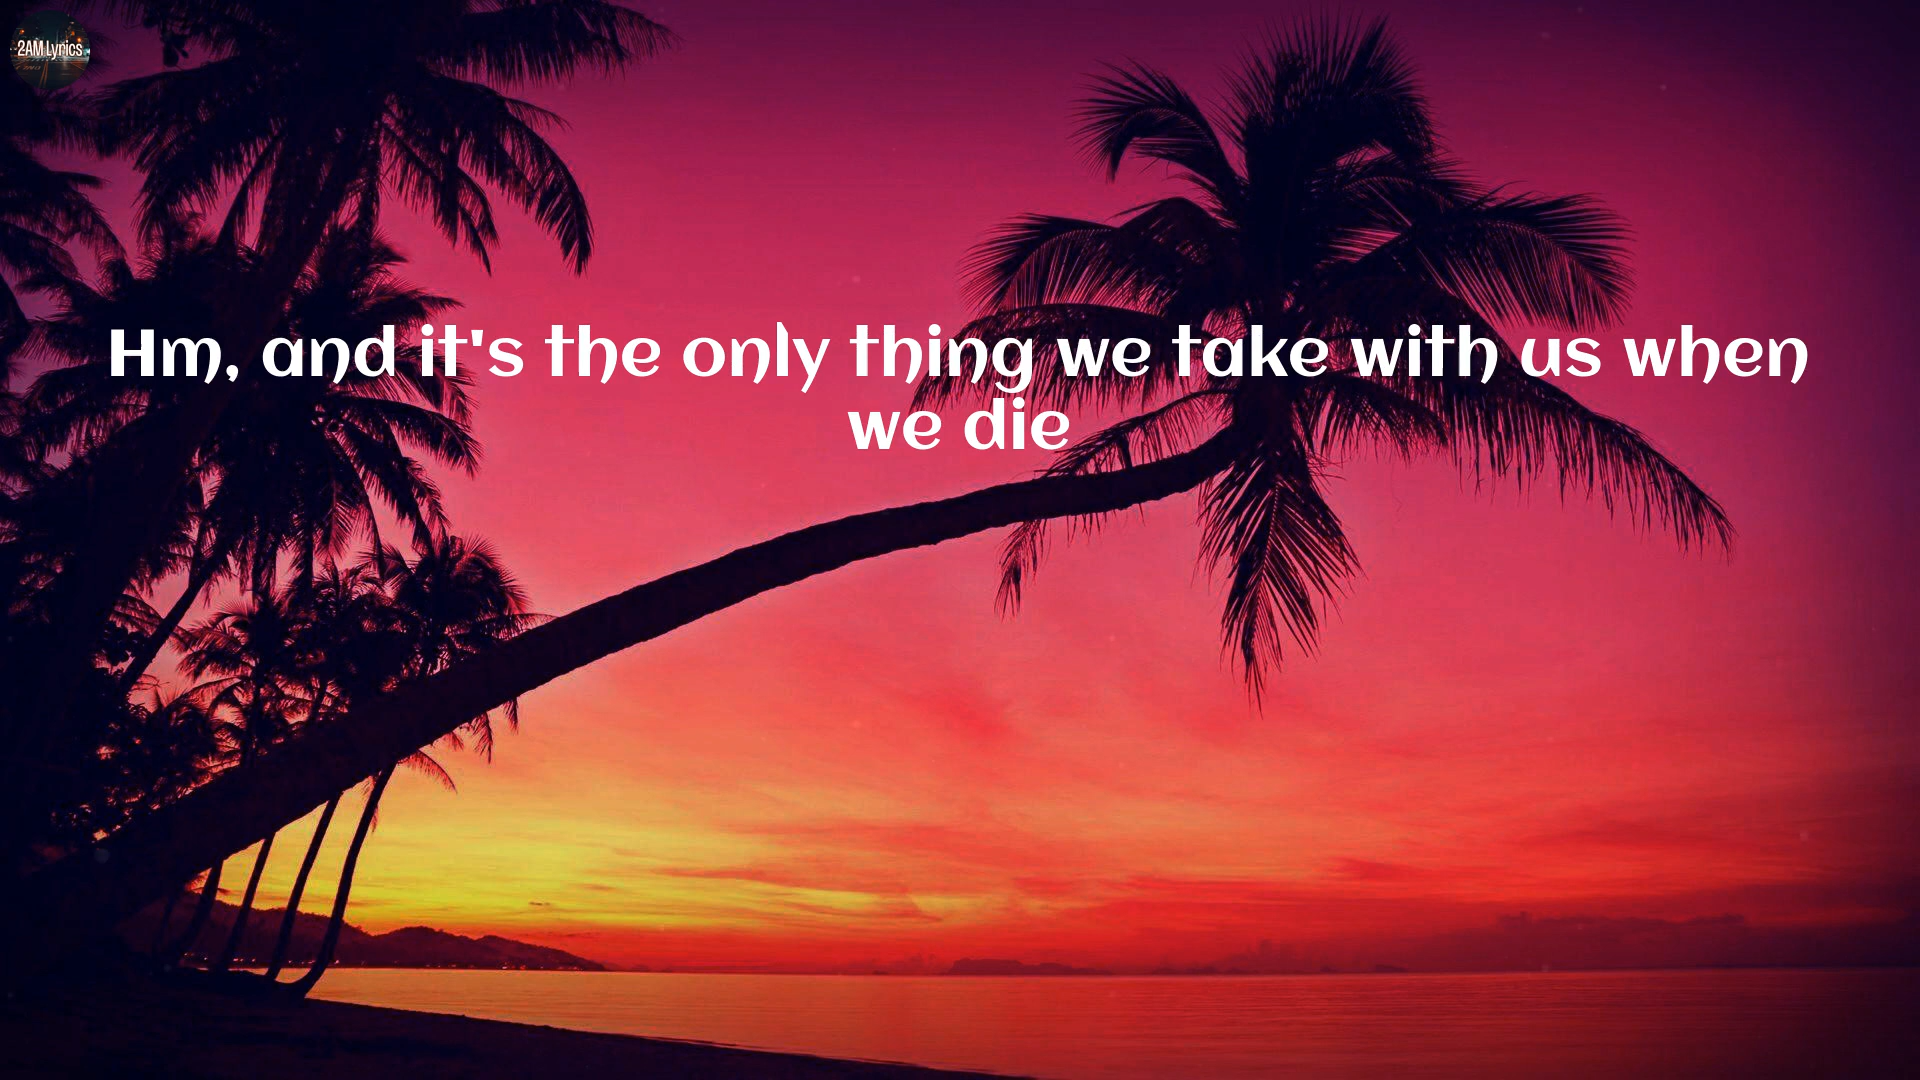 2AM Lyrics
Hm, and it's the only thing we take with us when
we die